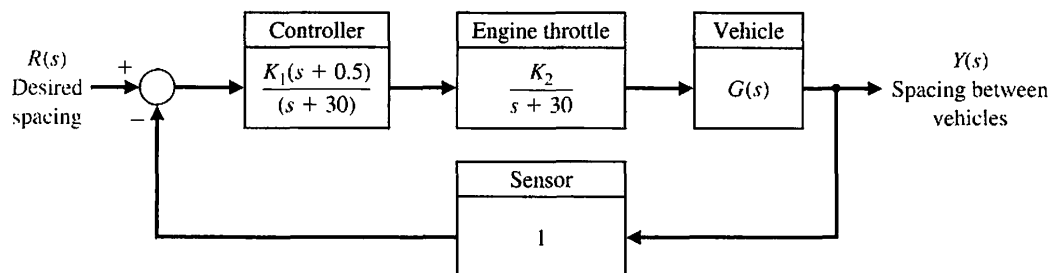 Controller
Engine throttle
Vehicle
R(s)
Desired
spacing
+
−
K₁(s + 0.5)
(s + 30)
K₂
s + 30
G(s)
Y(s)
Spacing between
vehicles
Sensor
1